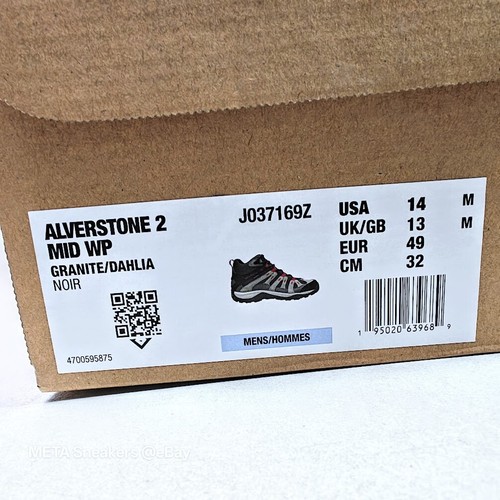 ALVERSTONE 2
MID WP
GRANITE/DAHLIA
NOIR
4700595875
J037169Z
MENS/HOMMES
USA 14 M
UK/GB 13 M
EUR 49
CM 32
1 95020 63968 9
META Sneakers @eBay